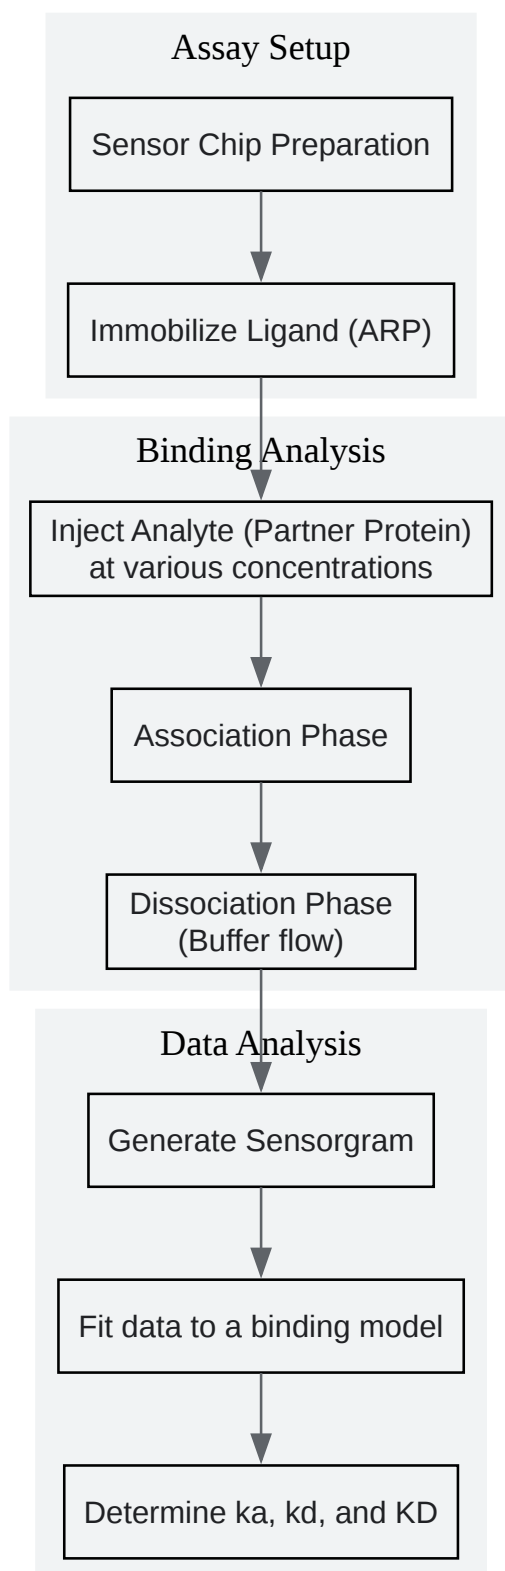 Assay Setup
Sensor Chip Preparation
Immobilize Ligand (ARP)
Binding Analysis
Inject Analyte (Partner Protein)
at various concentrations
Association Phase
Dissociation Phase
(Buffer flow)
Data Analysis
Generate Sensorgram
Fit data to a binding model
Determine ka, kd, and KD